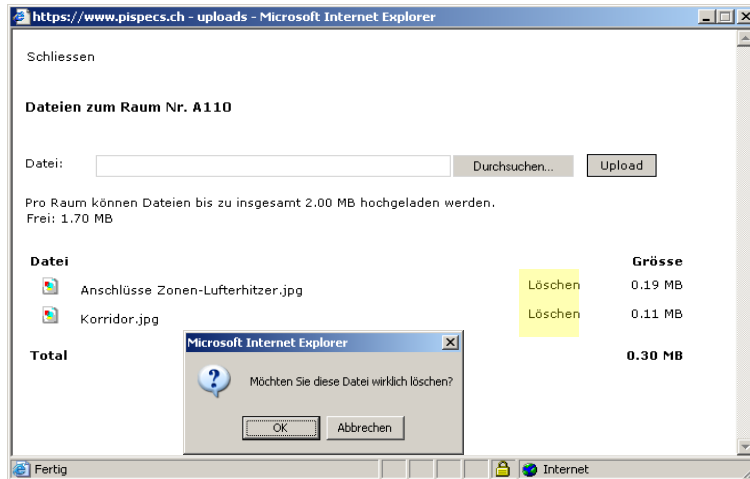 https://www.pispecs.ch - uploads - Microsoft Internet Explorer
Schliessen
Dateien zum Raum Nr. A110
Datei: Durchsuchen... Upload
Pro Raum können Dateien bis zu insgesamt 2.00 MB hochgeladen werden.
Frei: 1.70 MB
Datei Grösse
Anschlüsse Zonen-Lufterhitzer.jpg Löschen 0.19 MB
Korridor.jpg Löschen 0.11 MB
Total 0.30 MB
Microsoft Internet Explorer
Möchten Sie diese Datei wirklich löschen?
OK Abbrechen
Fertig Internet